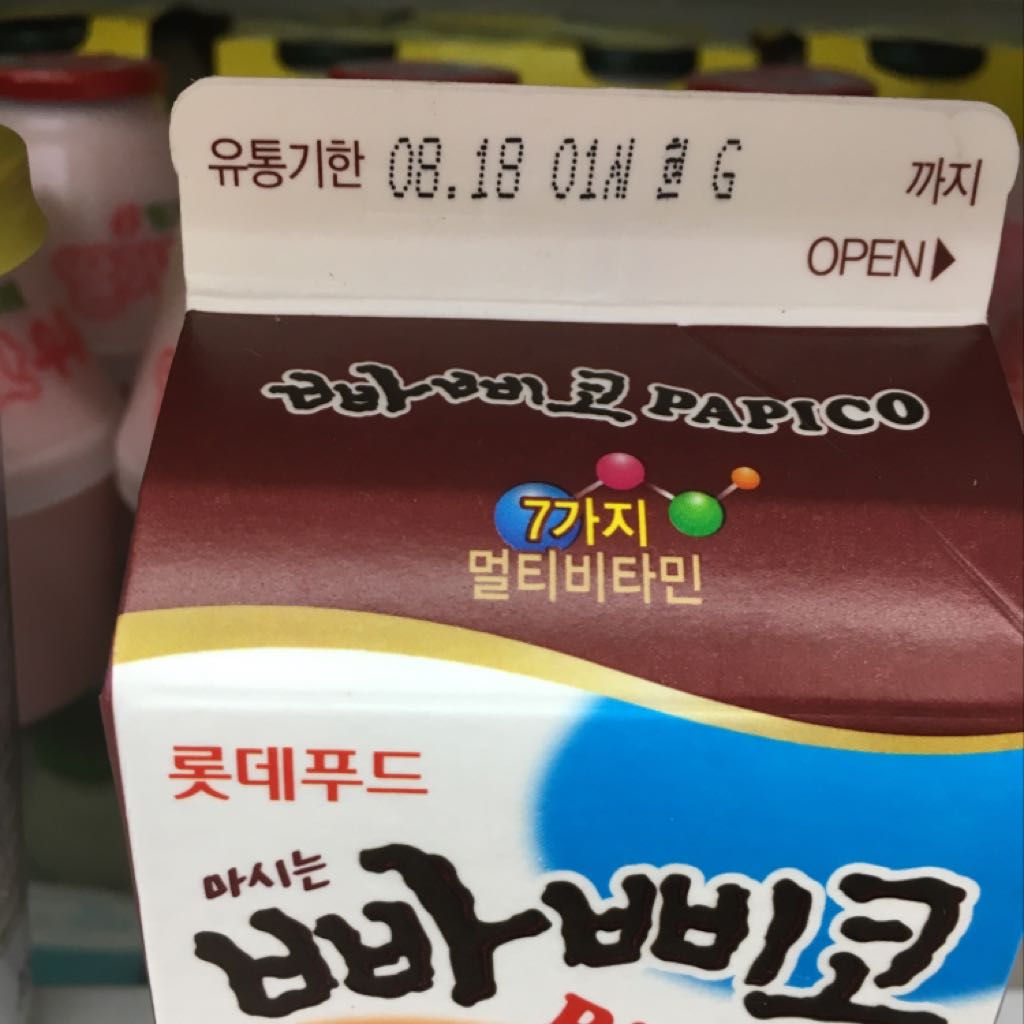 유통기한 08.18 01시 협 G 까지
OPEN
빠삐코 PAPICO
7가지
멀티비타민
롯데푸드
마시는
빠삐코